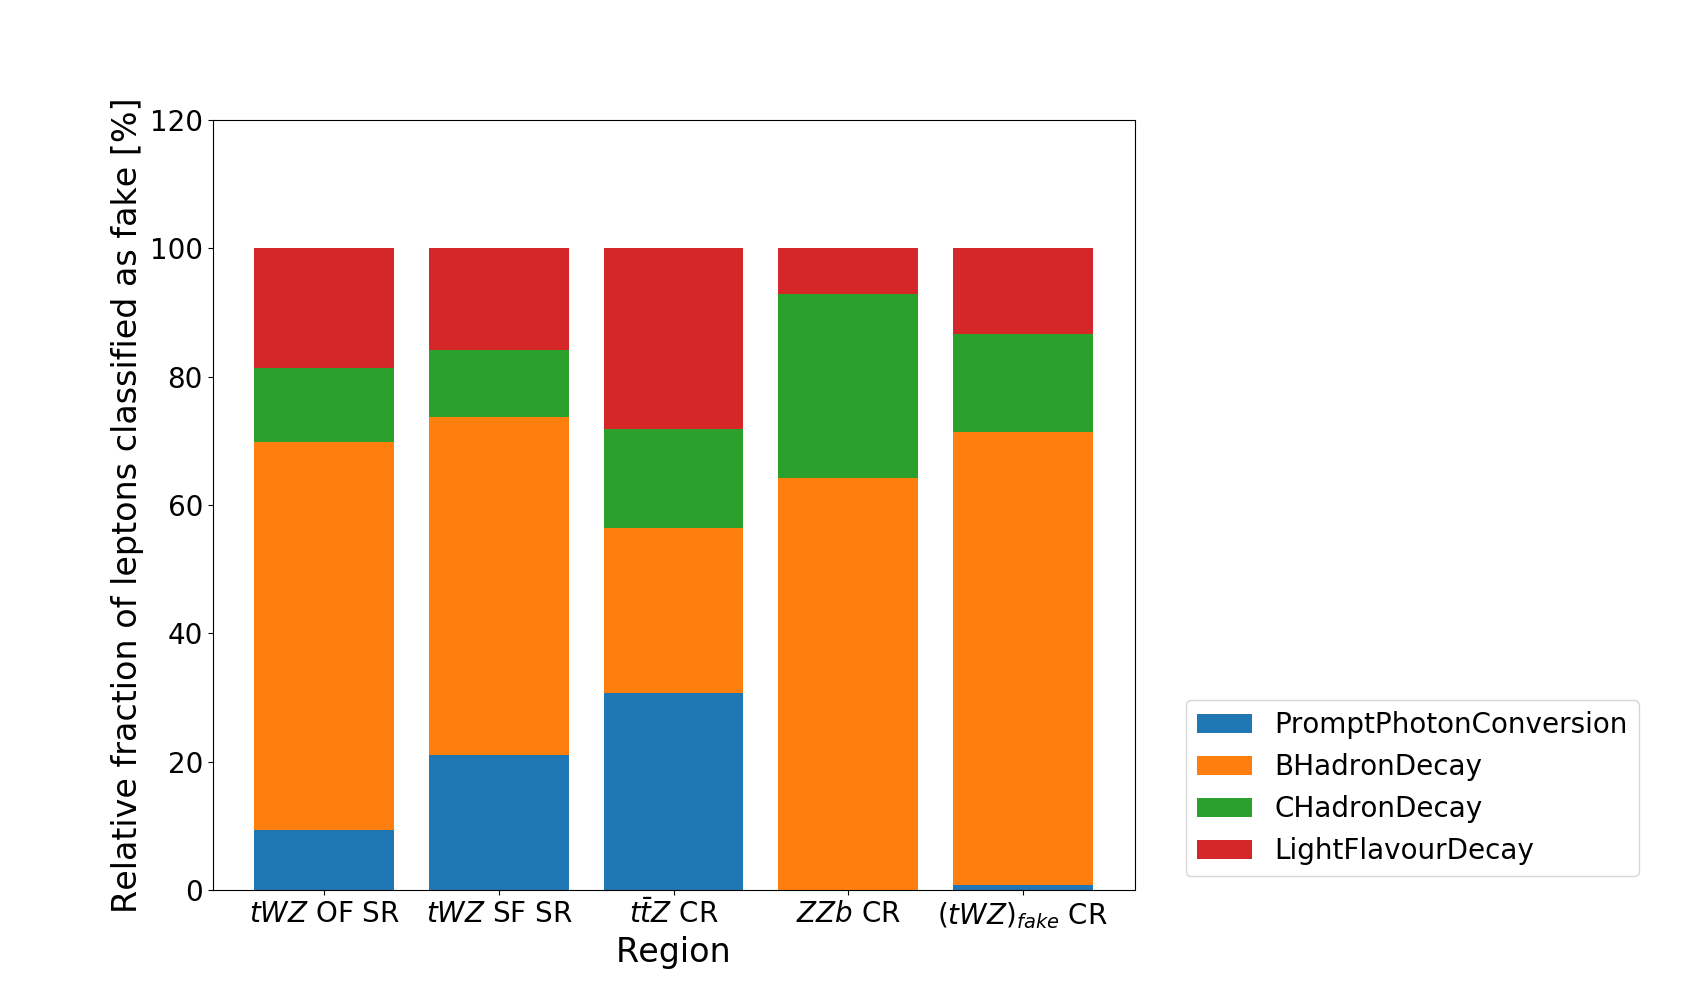 Relative fraction of leptons classified as fake [%]
120
100
80
60
40
20
0
tWZ OF SR
tWZ SF SR
tt̄Z CR
ZZb CR
(tWZ)fake CR
Region
PromptPhotonConversion
BHadronDecay
CHadronDecay
LightFlavourDecay